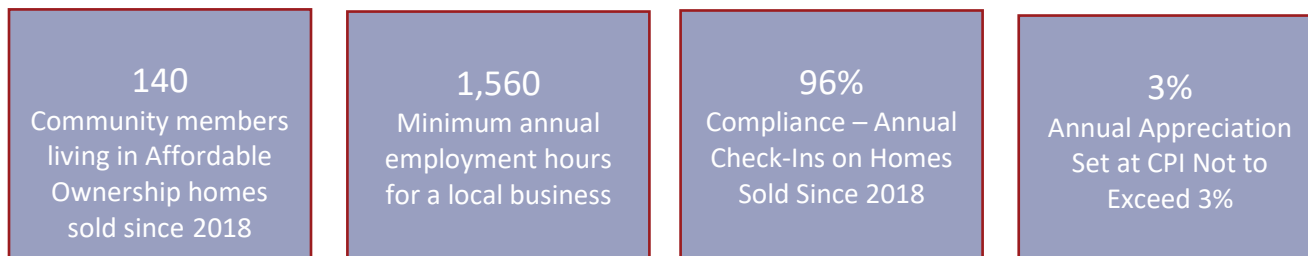 140
Community members
living in Affordable
Ownership homes
sold since 2018
1,560
Minimum annual
employment hours
for a local business
96%
Compliance – Annual
Check-Ins on Homes
Sold Since 2018
3%
Annual Appreciation
Set at CPI Not to
Exceed 3%